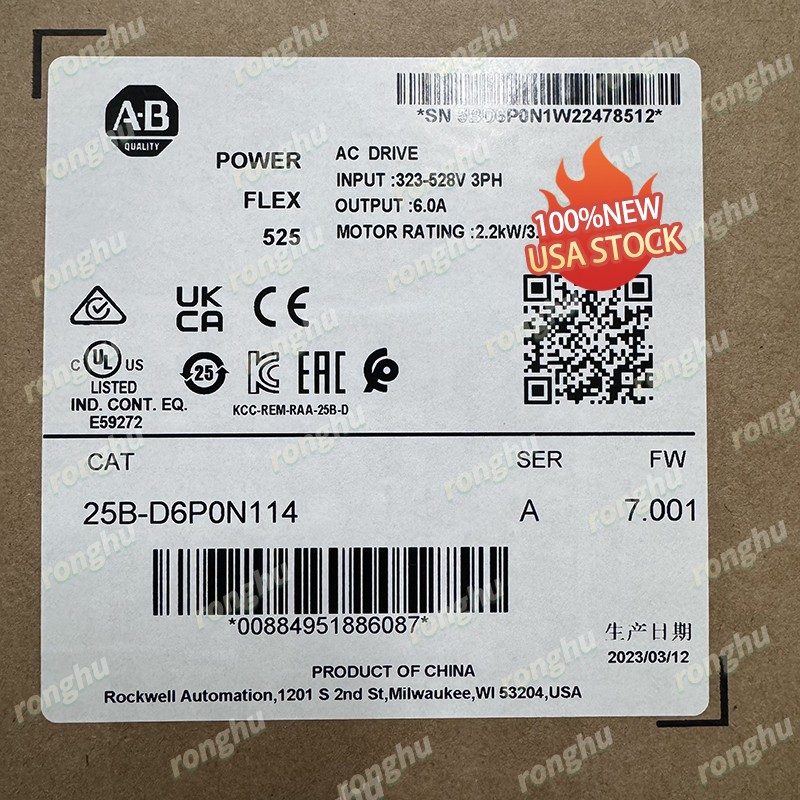 A-B
QUALITY
*SN 3D06P0N1W22478512*
POWER
FLEX
525
AC DRIVE
INPUT :323-528V 3PH
OUTPUT :6.0A
MOTOR RATING :2.2kW/3.
100%NEW
USA STOCK
UK
CA
CE
C UL US
LISTED
IND. CONT. EQ.
E59272
25
KC
EAC
KCC-REM-RAA-25B-D
CAT
SER
FW
25B-D6P0N114
A
7.001
*00884951886087*
生产日期
2023/03/12
PRODUCT OF CHINA
Rockwell Automation,1201 S 2nd St,Milwaukee,WI 53204,USA
ronghu